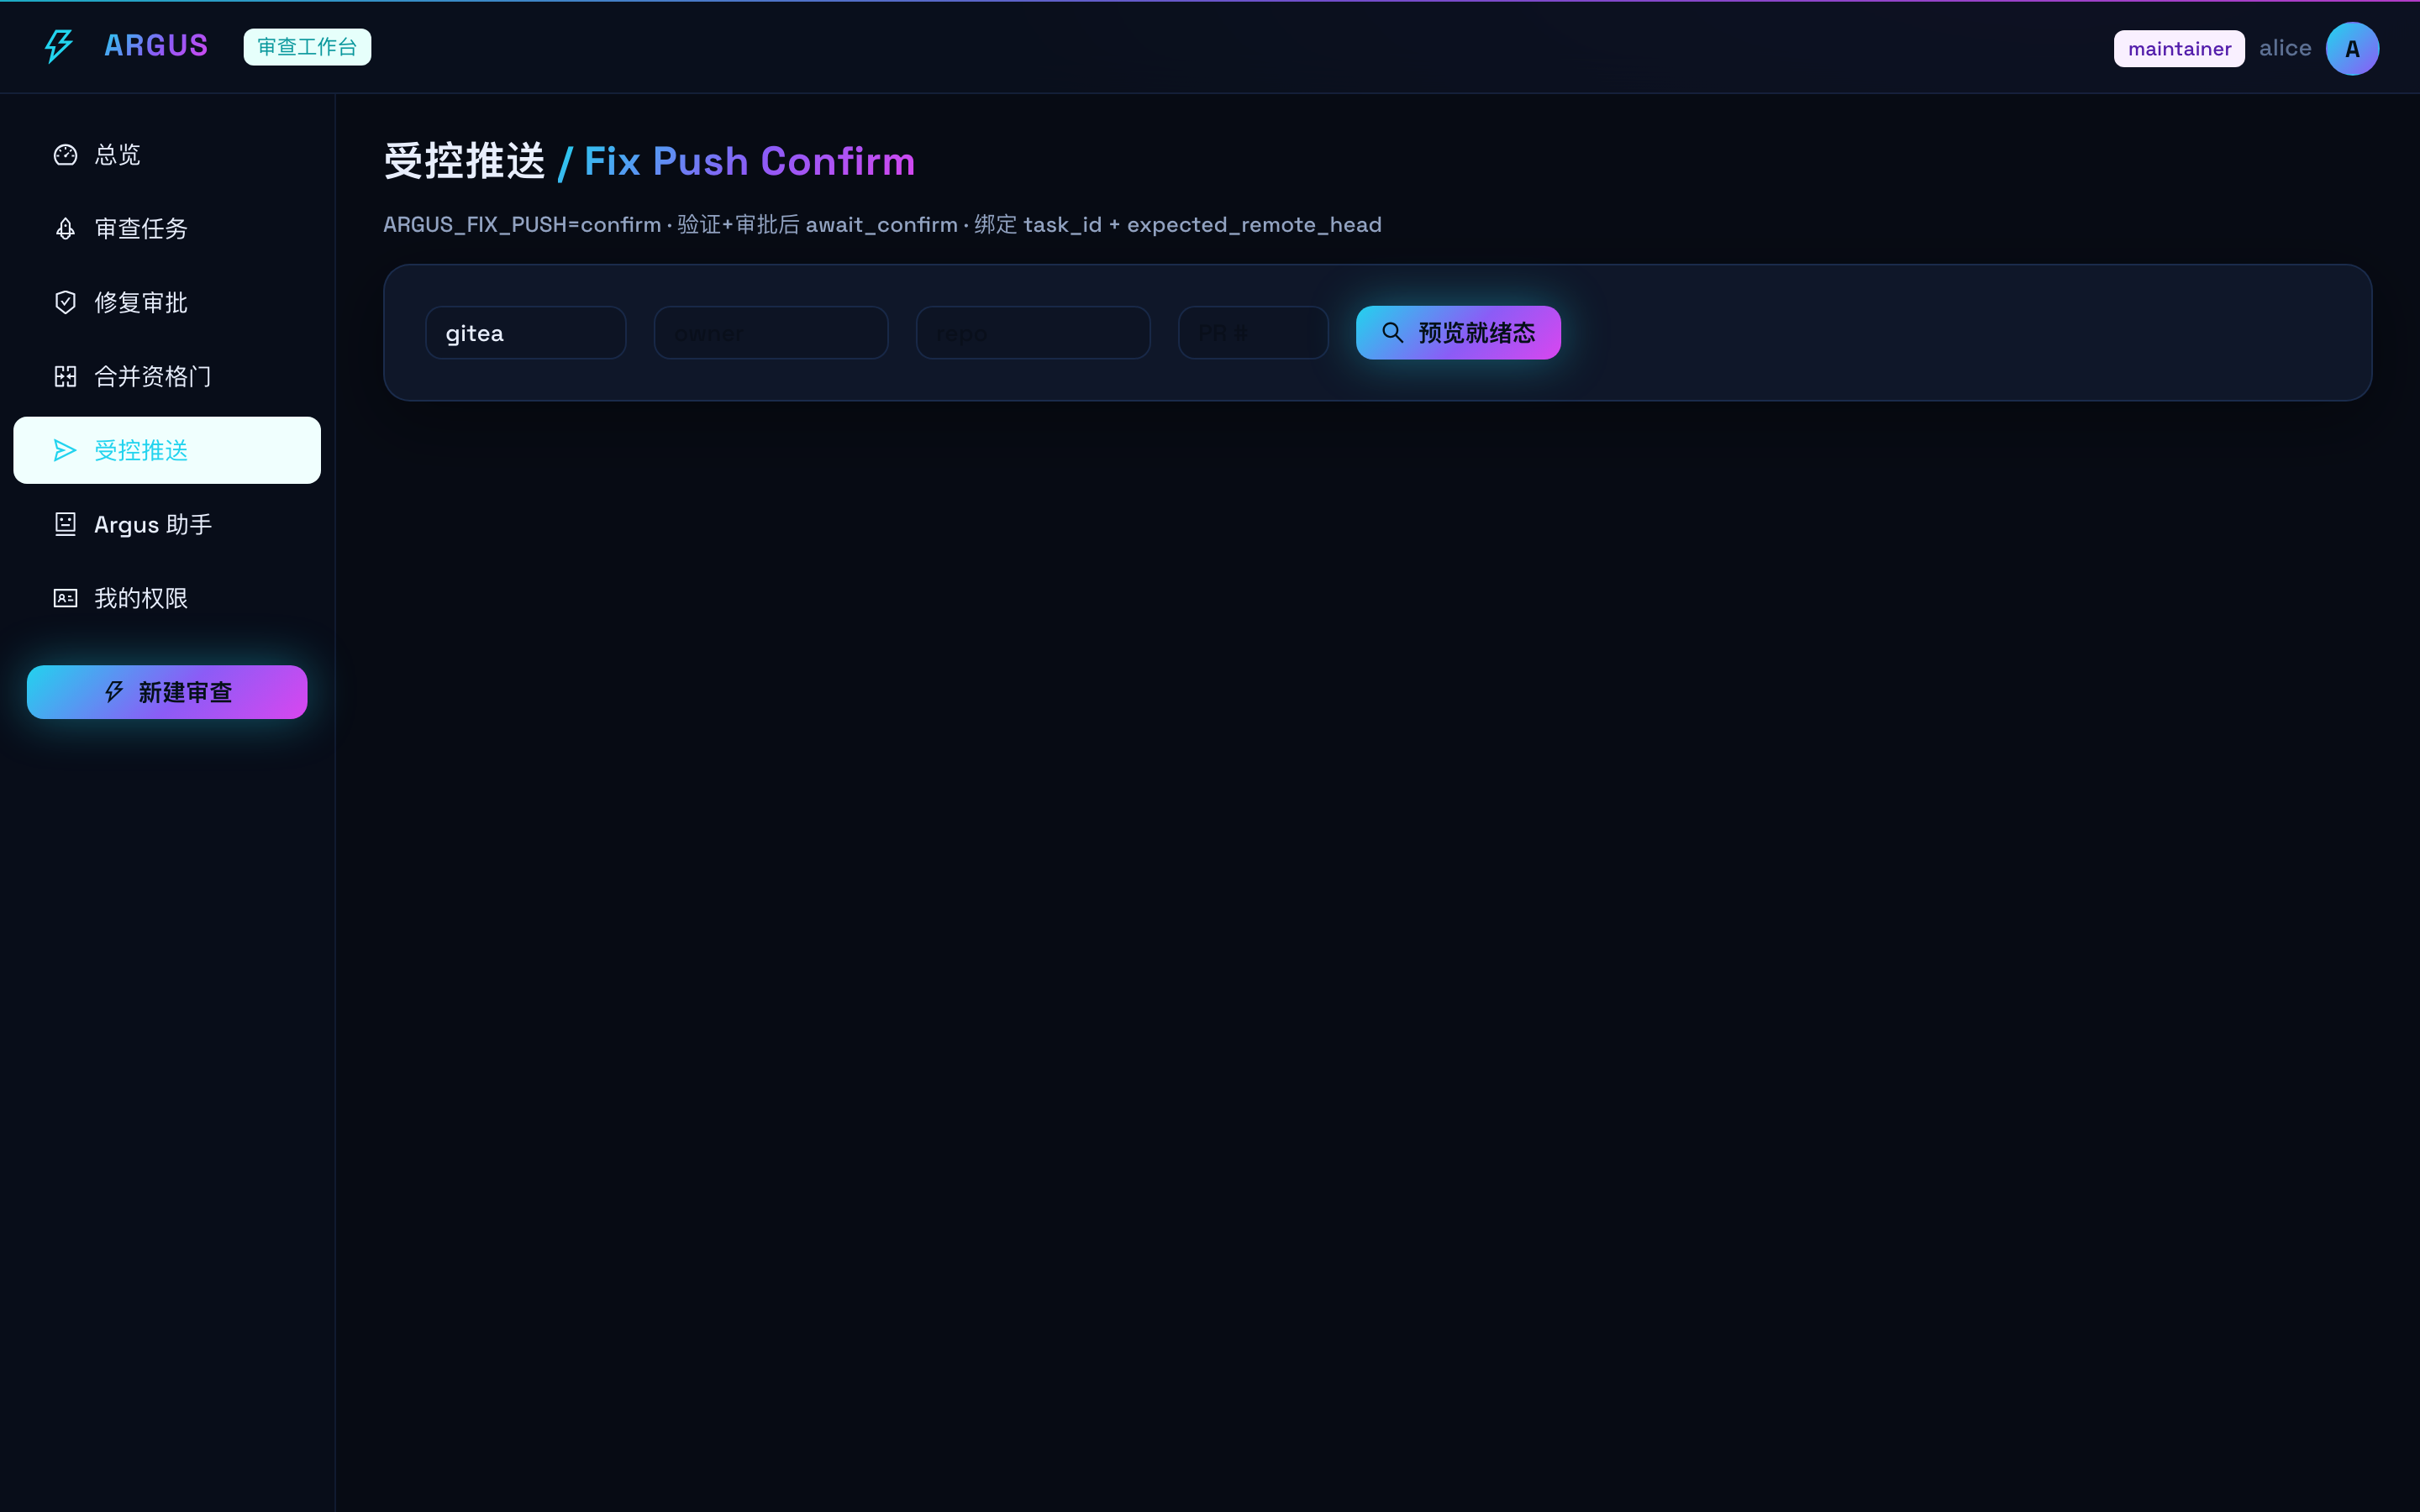 ARGUS 审查工作台 maintainer alice A
总览
审查任务
修复审批
合并资格门
受控推送
Argus 助手
我的权限
新建审查
受控推送 / Fix Push Confirm
ARGUS_FIX_PUSH=confirm · 验证+审批后 await_confirm · 绑定 task_id + expected_remote_head
gitea owner repo PR # 预览就绪态